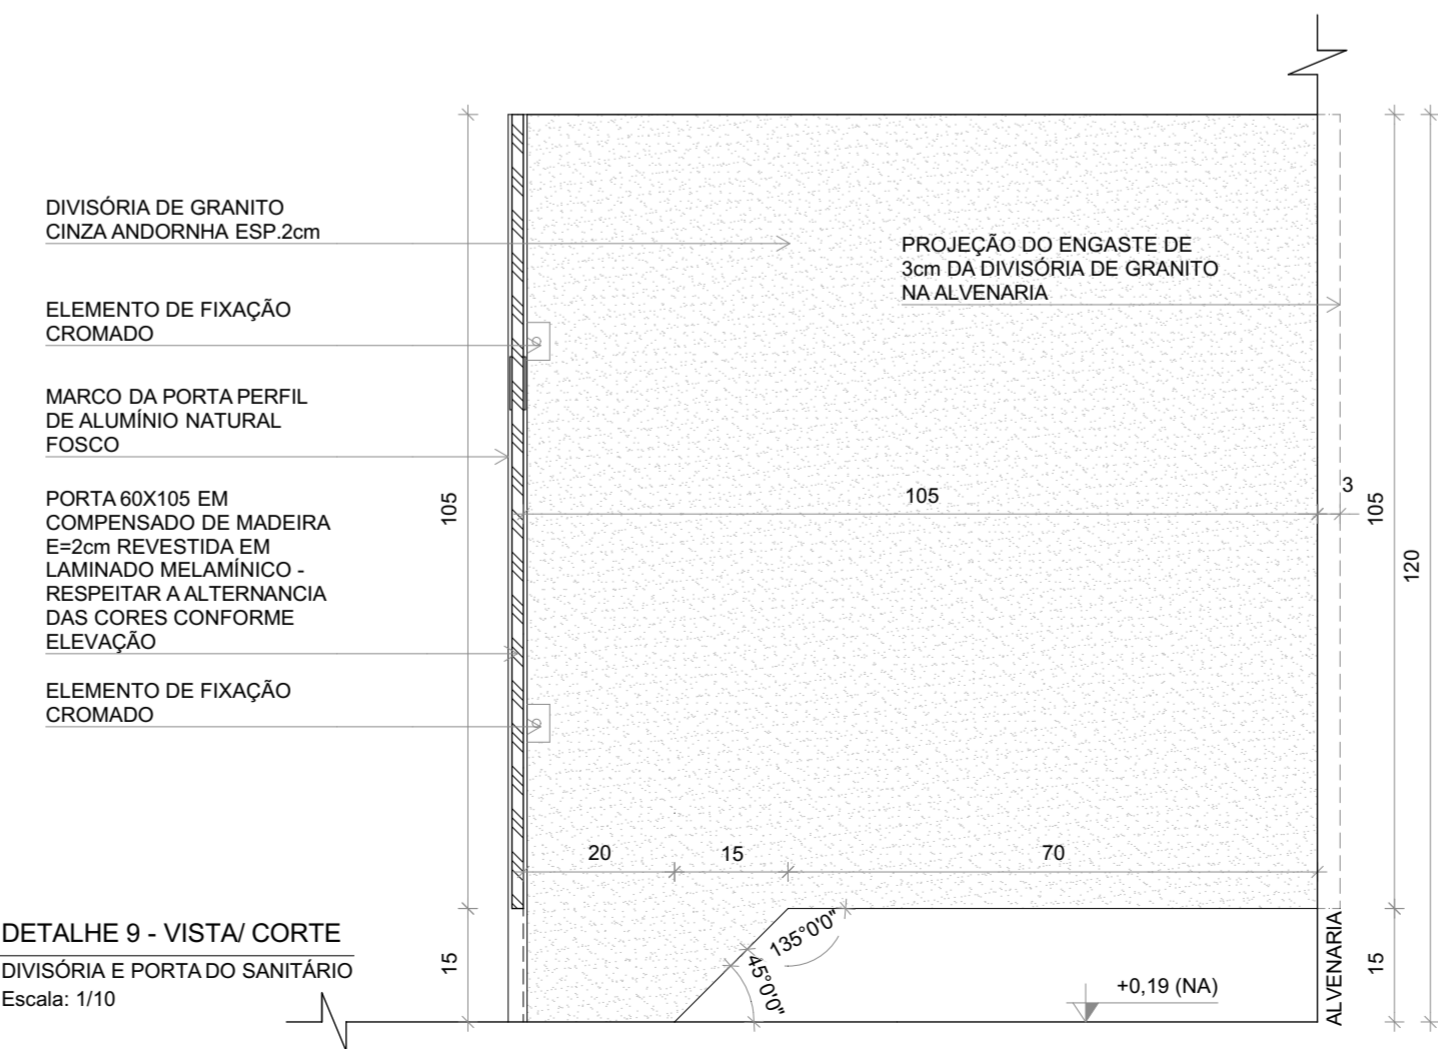 DIVISÓRIA DE GRANITO
CINZA ANDORNHA ESP.2cm
PROJEÇÃO DO ENGASTE DE
3cm DA DIVISÓRIA DE GRANITO
NA ALVENARIA
ELEMENTO DE FIXAÇÃO
CROMADO
MARCO DA PORTA PERFIL
DE ALUMÍNIO NATURAL
FOSCO
PORTA 60X105 EM
COMPENSADO DE MADEIRA
E=2cm REVESTIDA EM
LAMINADO MELAMÍNICO -
RESPEITAR A ALTERNANCIA
DAS CORES CONFORME
ELEVAÇÃO
ELEMENTO DE FIXAÇÃO
CROMADO
105
105
3
105
120
20
15
70
15
135°0'0"
45°0'0"
+0,19 (NA)
ALVENARIA
15
DETALHE 9 - VISTA/ CORTE
DIVISÓRIA E PORTA DO SANITÁRIO
Escala: 1/10